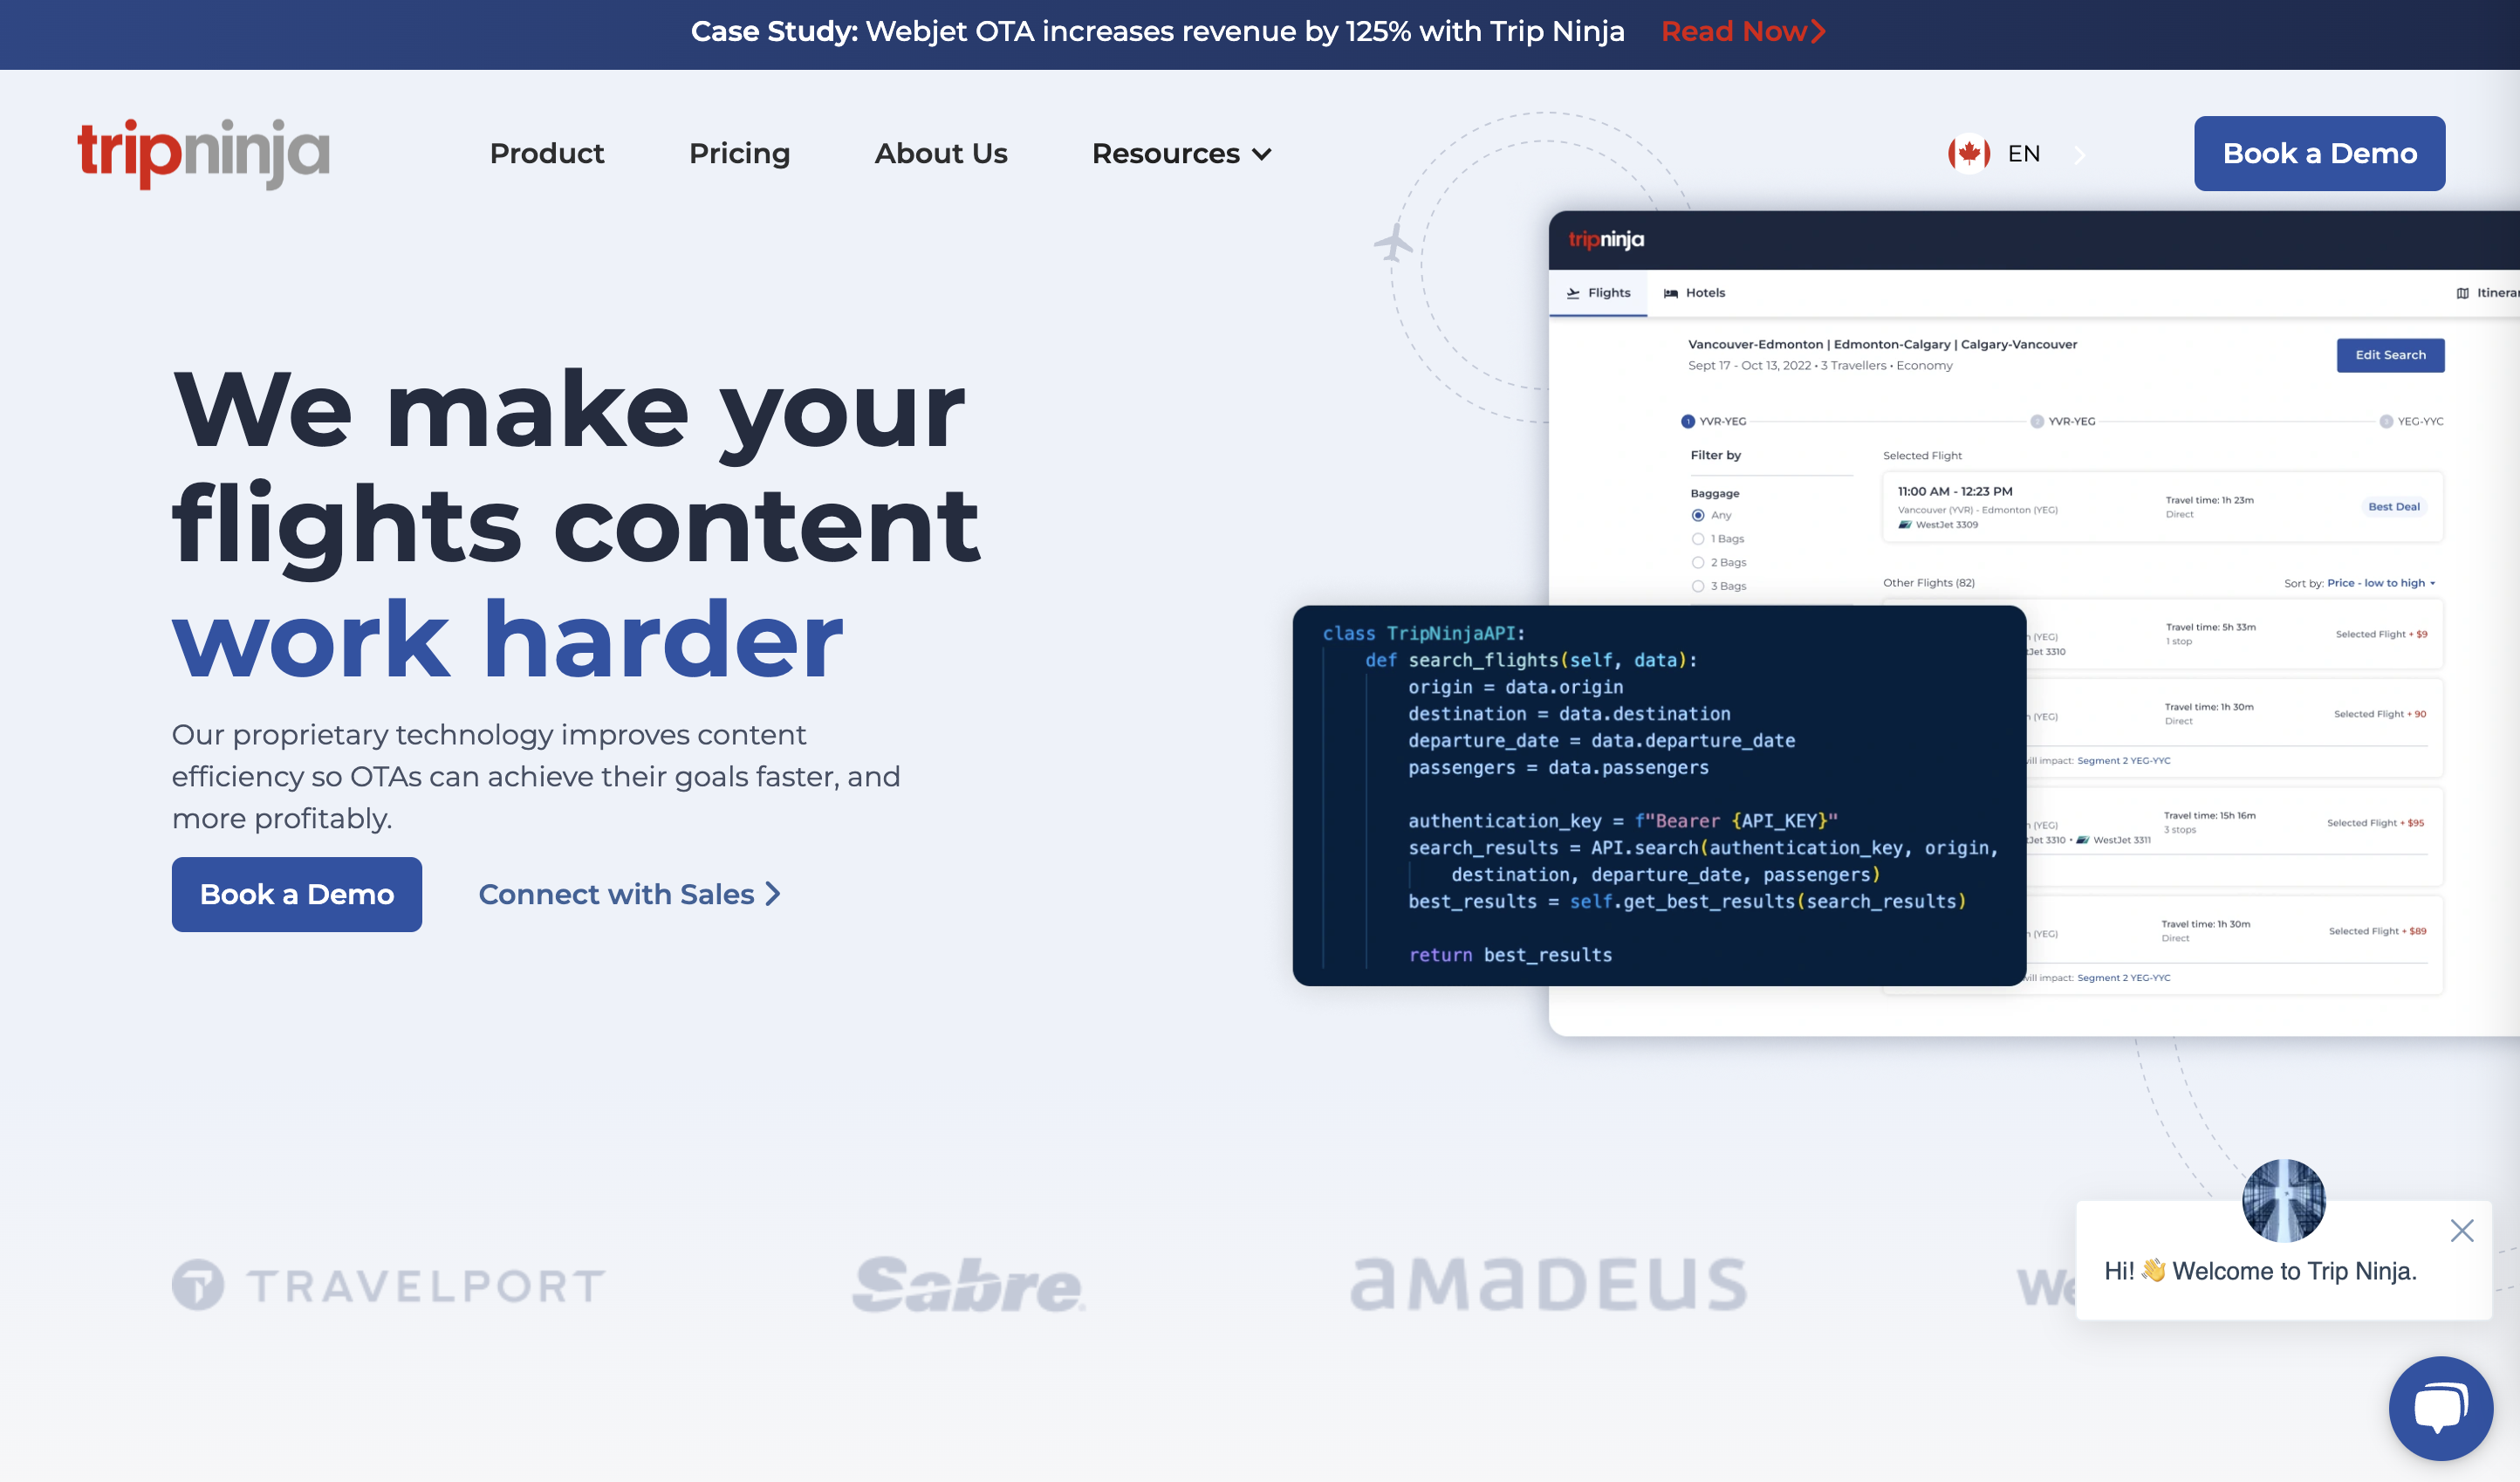 Case Study: Webjet OTA increases revenue by 125% with Trip Ninja Read Now
tripninja
Product Pricing About Us Resources
EN
Book a Demo
We make your
flights content
work harder
Our proprietary technology improves content
efficiency so OTAs can achieve their goals faster, and
more profitably.
Book a Demo
Connect with Sales
tripninja
Flights Hotels
Vancouver-Edmonton | Edmonton-Calgary | Calgary-Vancouver
Sept 17 - Oct 13, 2022 • 3 Travellers • Economy
Edit Search
1 YVR-YEG
YVR-YEG
YEG-YYC
Filter by
Baggage
Any
1 Bags
2 Bags
3 Bags
Selected Flight
11:00 AM - 12:23 PM
Vancouver (YVR) - Edmonton (YEG)
WestJet 3309
Travel time: 1h 23m
Direct
Best Deal
Other Flights (82)
Sort by: Price - low to high
(YEG)
3310
Travel time: 5h 33m
1 stop
Selected Flight + $9
(YEG)
Travel time: 1h 30m
Direct
Selected Flight + 90
impact: Segment 2 YEG-YYC
(YEG)
3310 • WestJet 3311
Travel time: 15h 16m
3 stops
Selected Flight + $95
(YEG)
Travel time: 1h 30m
Direct
Selected Flight + $89
impact: Segment 2 YEG-YYC
class TripNinjaAPI:
def search_flights(self, data):
origin = data.origin
destination = data.destination
departure_date = data.departure_date
passengers = data.passengers
authentication_key = f"Bearer {API_KEY}"
search_results = API.search(authentication_key, origin,
destination, departure_date, passengers)
best_results = self.get_best_results(search_results)
return best_results
TRAVELPORT
Sabre
aMaDEUS
Hi! 👋 Welcome to Trip Ninja.